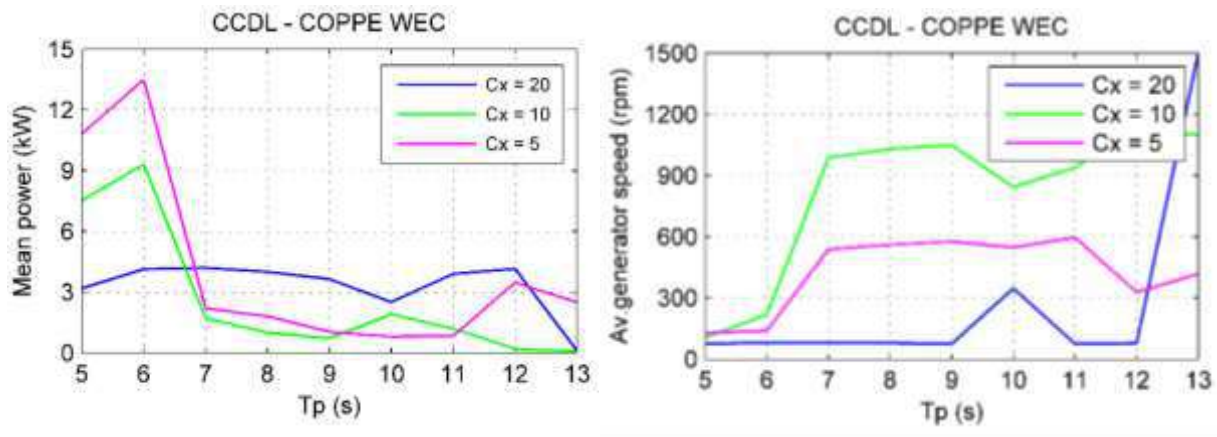 CCDL - COPPE WEC
Mean power (kW)
15
12
9
6
3
0
Cx = 20
Cx = 10
Cx = 5
5 6 7 8 9 10 11 12 13
Tp (s)
CCDL - COPPE WEC
Av.generator speed (rpm)
1500
1200
900
600
300
0
Cx = 20
Cx = 10
Cx = 5
5 6 7 8 9 10 11 12 13
Tp (s)